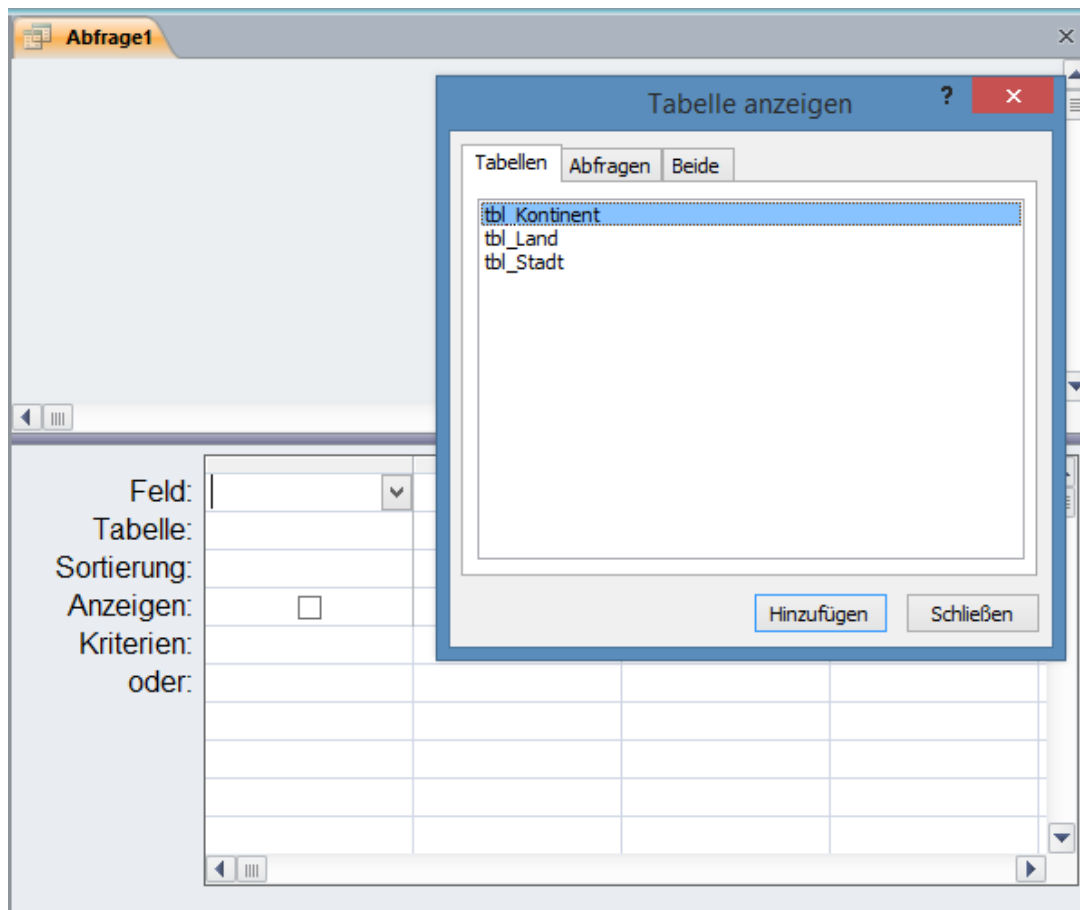 Abfrage1
Tabelle anzeigen
?
Tabellen Abfragen Beide
tbl_Kontinent
tbl_Land
tbl_Stadt
Hinzufügen Schließen
Feld:
Tabelle:
Sortierung:
Anzeigen:
Kriterien:
oder: